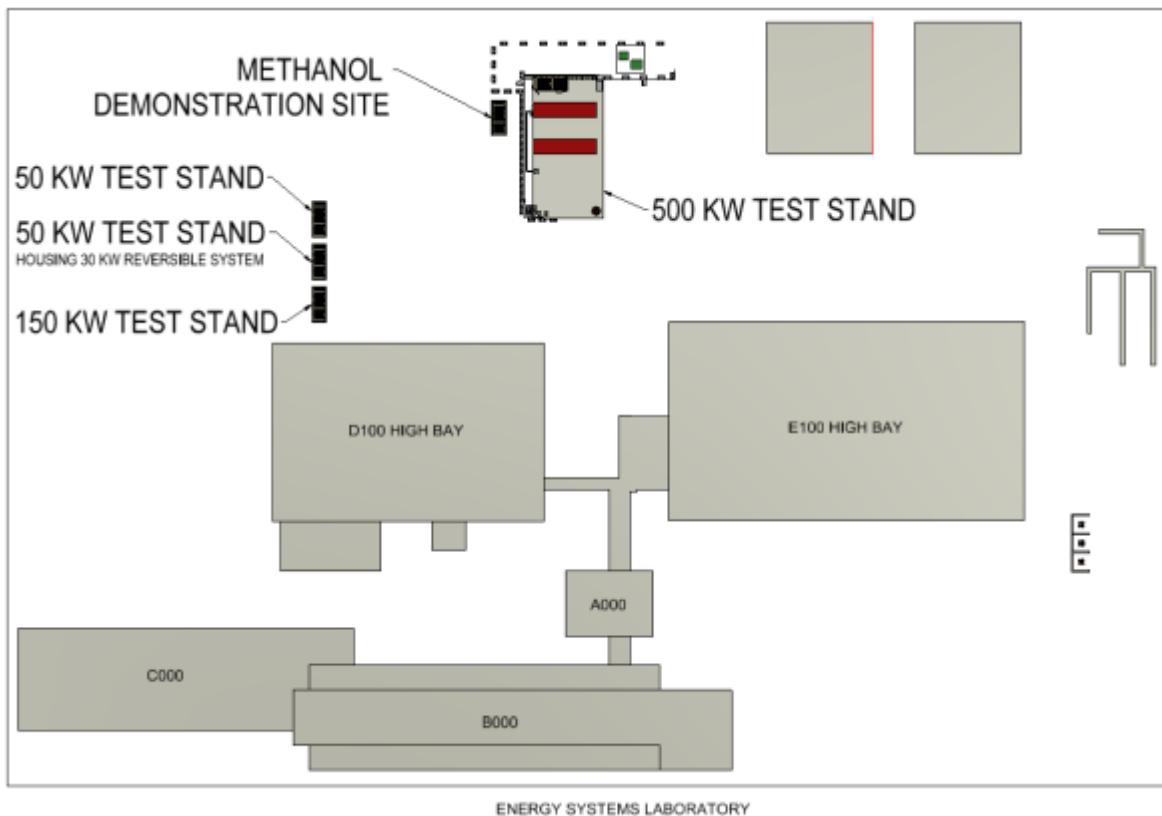 METHANOL
DEMONSTRATION SITE
50 KW TEST STAND
50 KW TEST STAND
HOUSING 30 KW REVERSIBLE SYSTEM
150 KW TEST STAND
500 KW TEST STAND
D100 HIGH BAY
E100 HIGH BAY
A000
C000
B000
ENERGY SYSTEMS LABORATORY